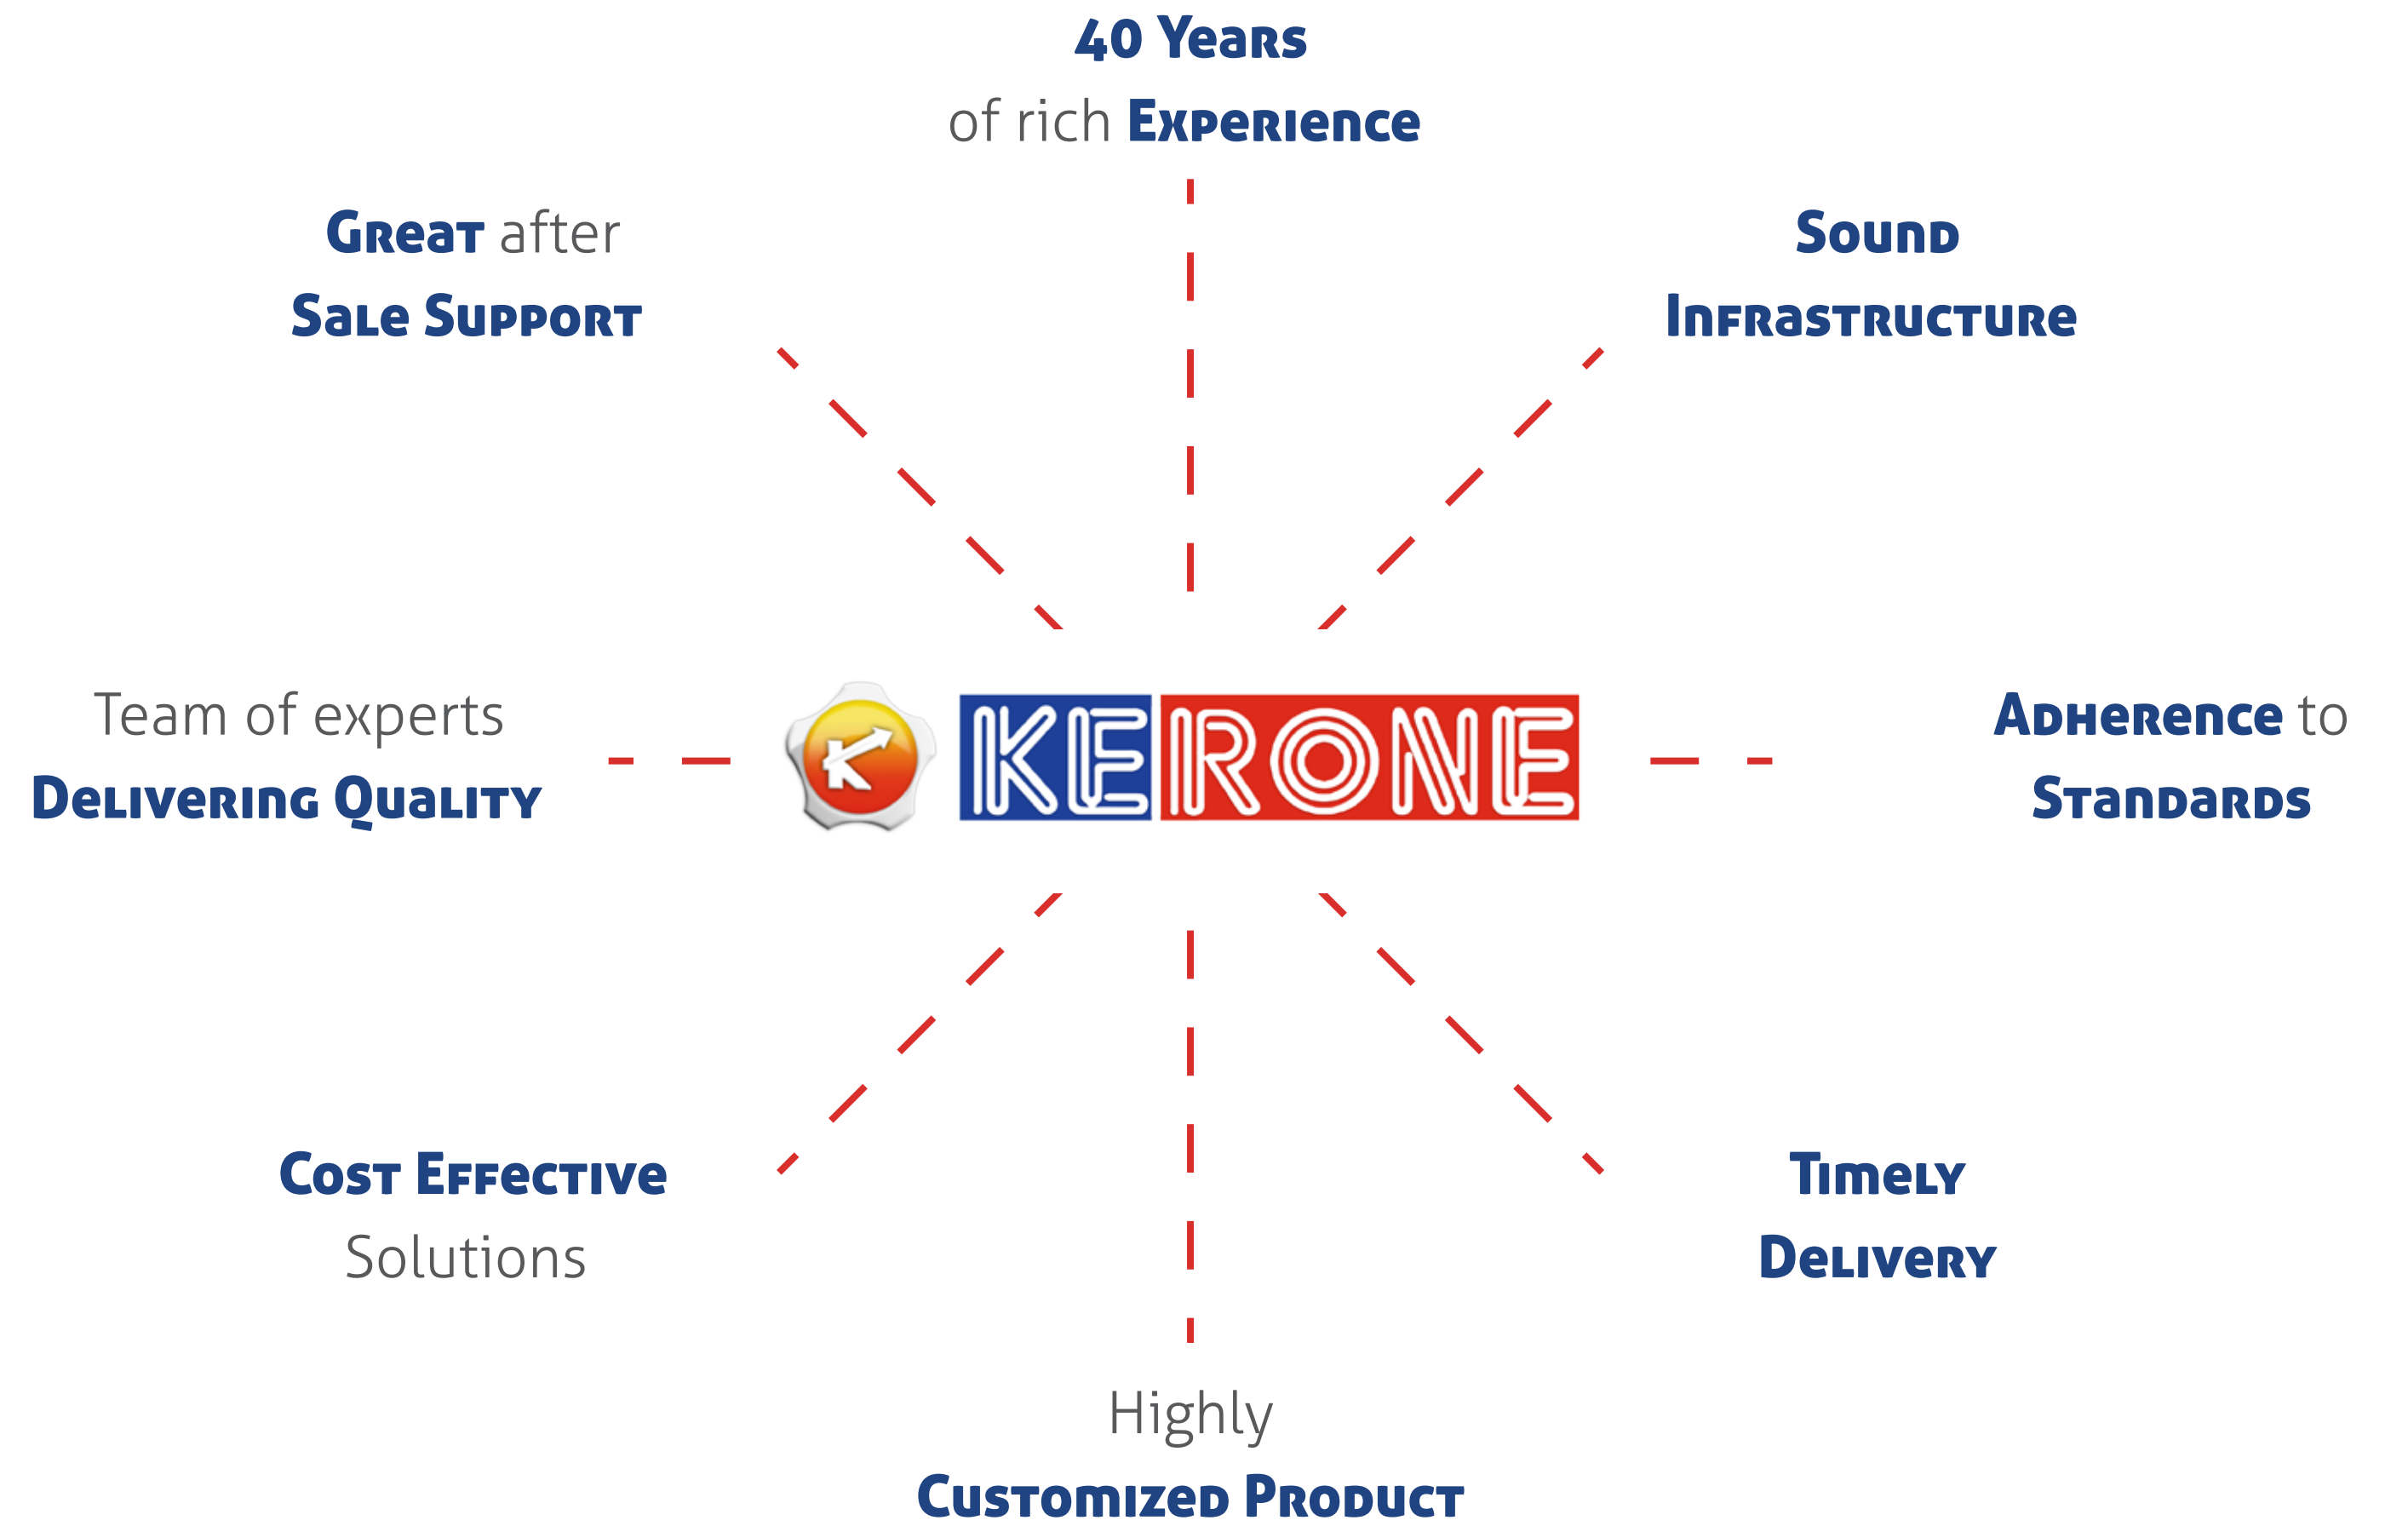 40 Years
of rich Experience
Great after
Sale Support
Sound
Infrastructure
Team of experts
Delivering Quality
K KERONE
Adherence to
Standards
Cost Effective
Solutions
Timely
Delivery
Highly
Customized Product